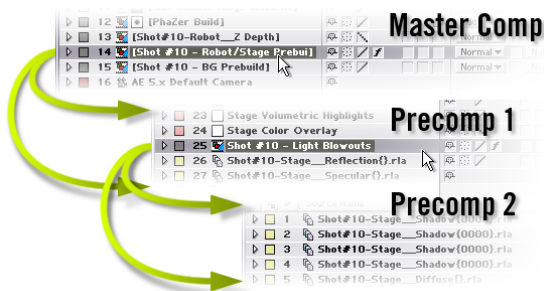 12 [PhaZer Build]
Master Comp
13 [Shot#10-Robot__Z Depth]
14 [Shot #10 - Robot/Stage Prebui] f Normal
15 [Shot #10 - BG Prebuild] Normal
16 AE 5.x Default Camera
23 Stage Volumetric Highlights
Precomp 1
24 Stage Color Overlay
25 Shot #10 - Light Blowouts f
26 Shot#10-Stage__Reflection{}.rla
27 Shot#10-Stage__Specular{}.rla
Precomp 2
# Source Name
1 Shot#10-Stage__Shadow{0000}.rla
2 Shot#10-Stage__Shadow{0000}.rla
3 Shot#10-Stage__Shadow{0000}.rla
4 Shot#10-Stage__Shadow{0000}.rla
5 Shot#10-Stage__Diffuse{}.rla